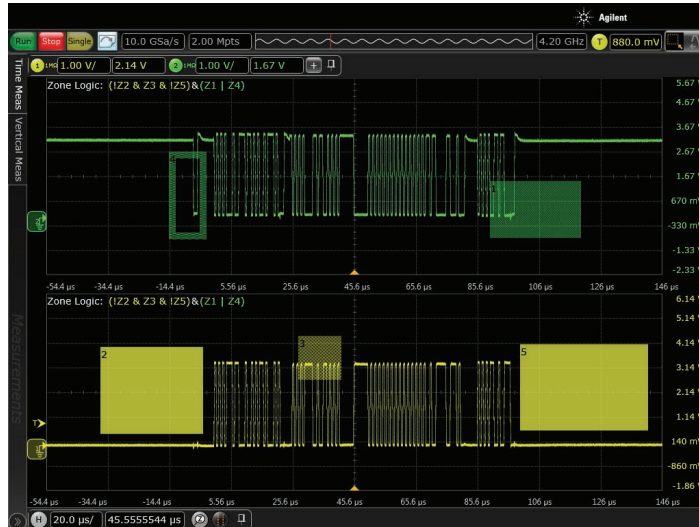 Agilent
Run Stop Single 10.0 GSa/s 2.00 Mpts 4.20 GHz T 880.0 mV
1 1MΩ 1.00 V/ 2.14 V 2 1MΩ 1.00 V/ 1.67 V +
Time Meas
Vertical Meas
Measurements
Zone Logic: (!Z2 & Z3 & !Z5)&(Z1 | Z4)
5.67 V
4.67 V
3.67 V
2.67 V
1.67 V
670 mV
-330 mV
-1.33 V
-2.33 V
-54.4 µs -34.4 µs -14.4 µs 5.56 µs 25.6 µs 45.6 µs 65.6 µs 85.6 µs 106 µs 126 µs 146 µs
Zone Logic: (!Z2 & Z3 & !Z5)&(Z1 | Z4)
6.14 V
5.14 V
4.14 V
3.14 V
2.14 V
1.14 V
140 mV
-860 mV
-1.86 V
2
3
5
T
-54.4 µs -34.4 µs -14.4 µs 5.56 µs 25.6 µs 45.6 µs 65.6 µs 85.6 µs 106 µs 126 µs 146 µs
H 20.0 µs/ 45.5555544 µs Z